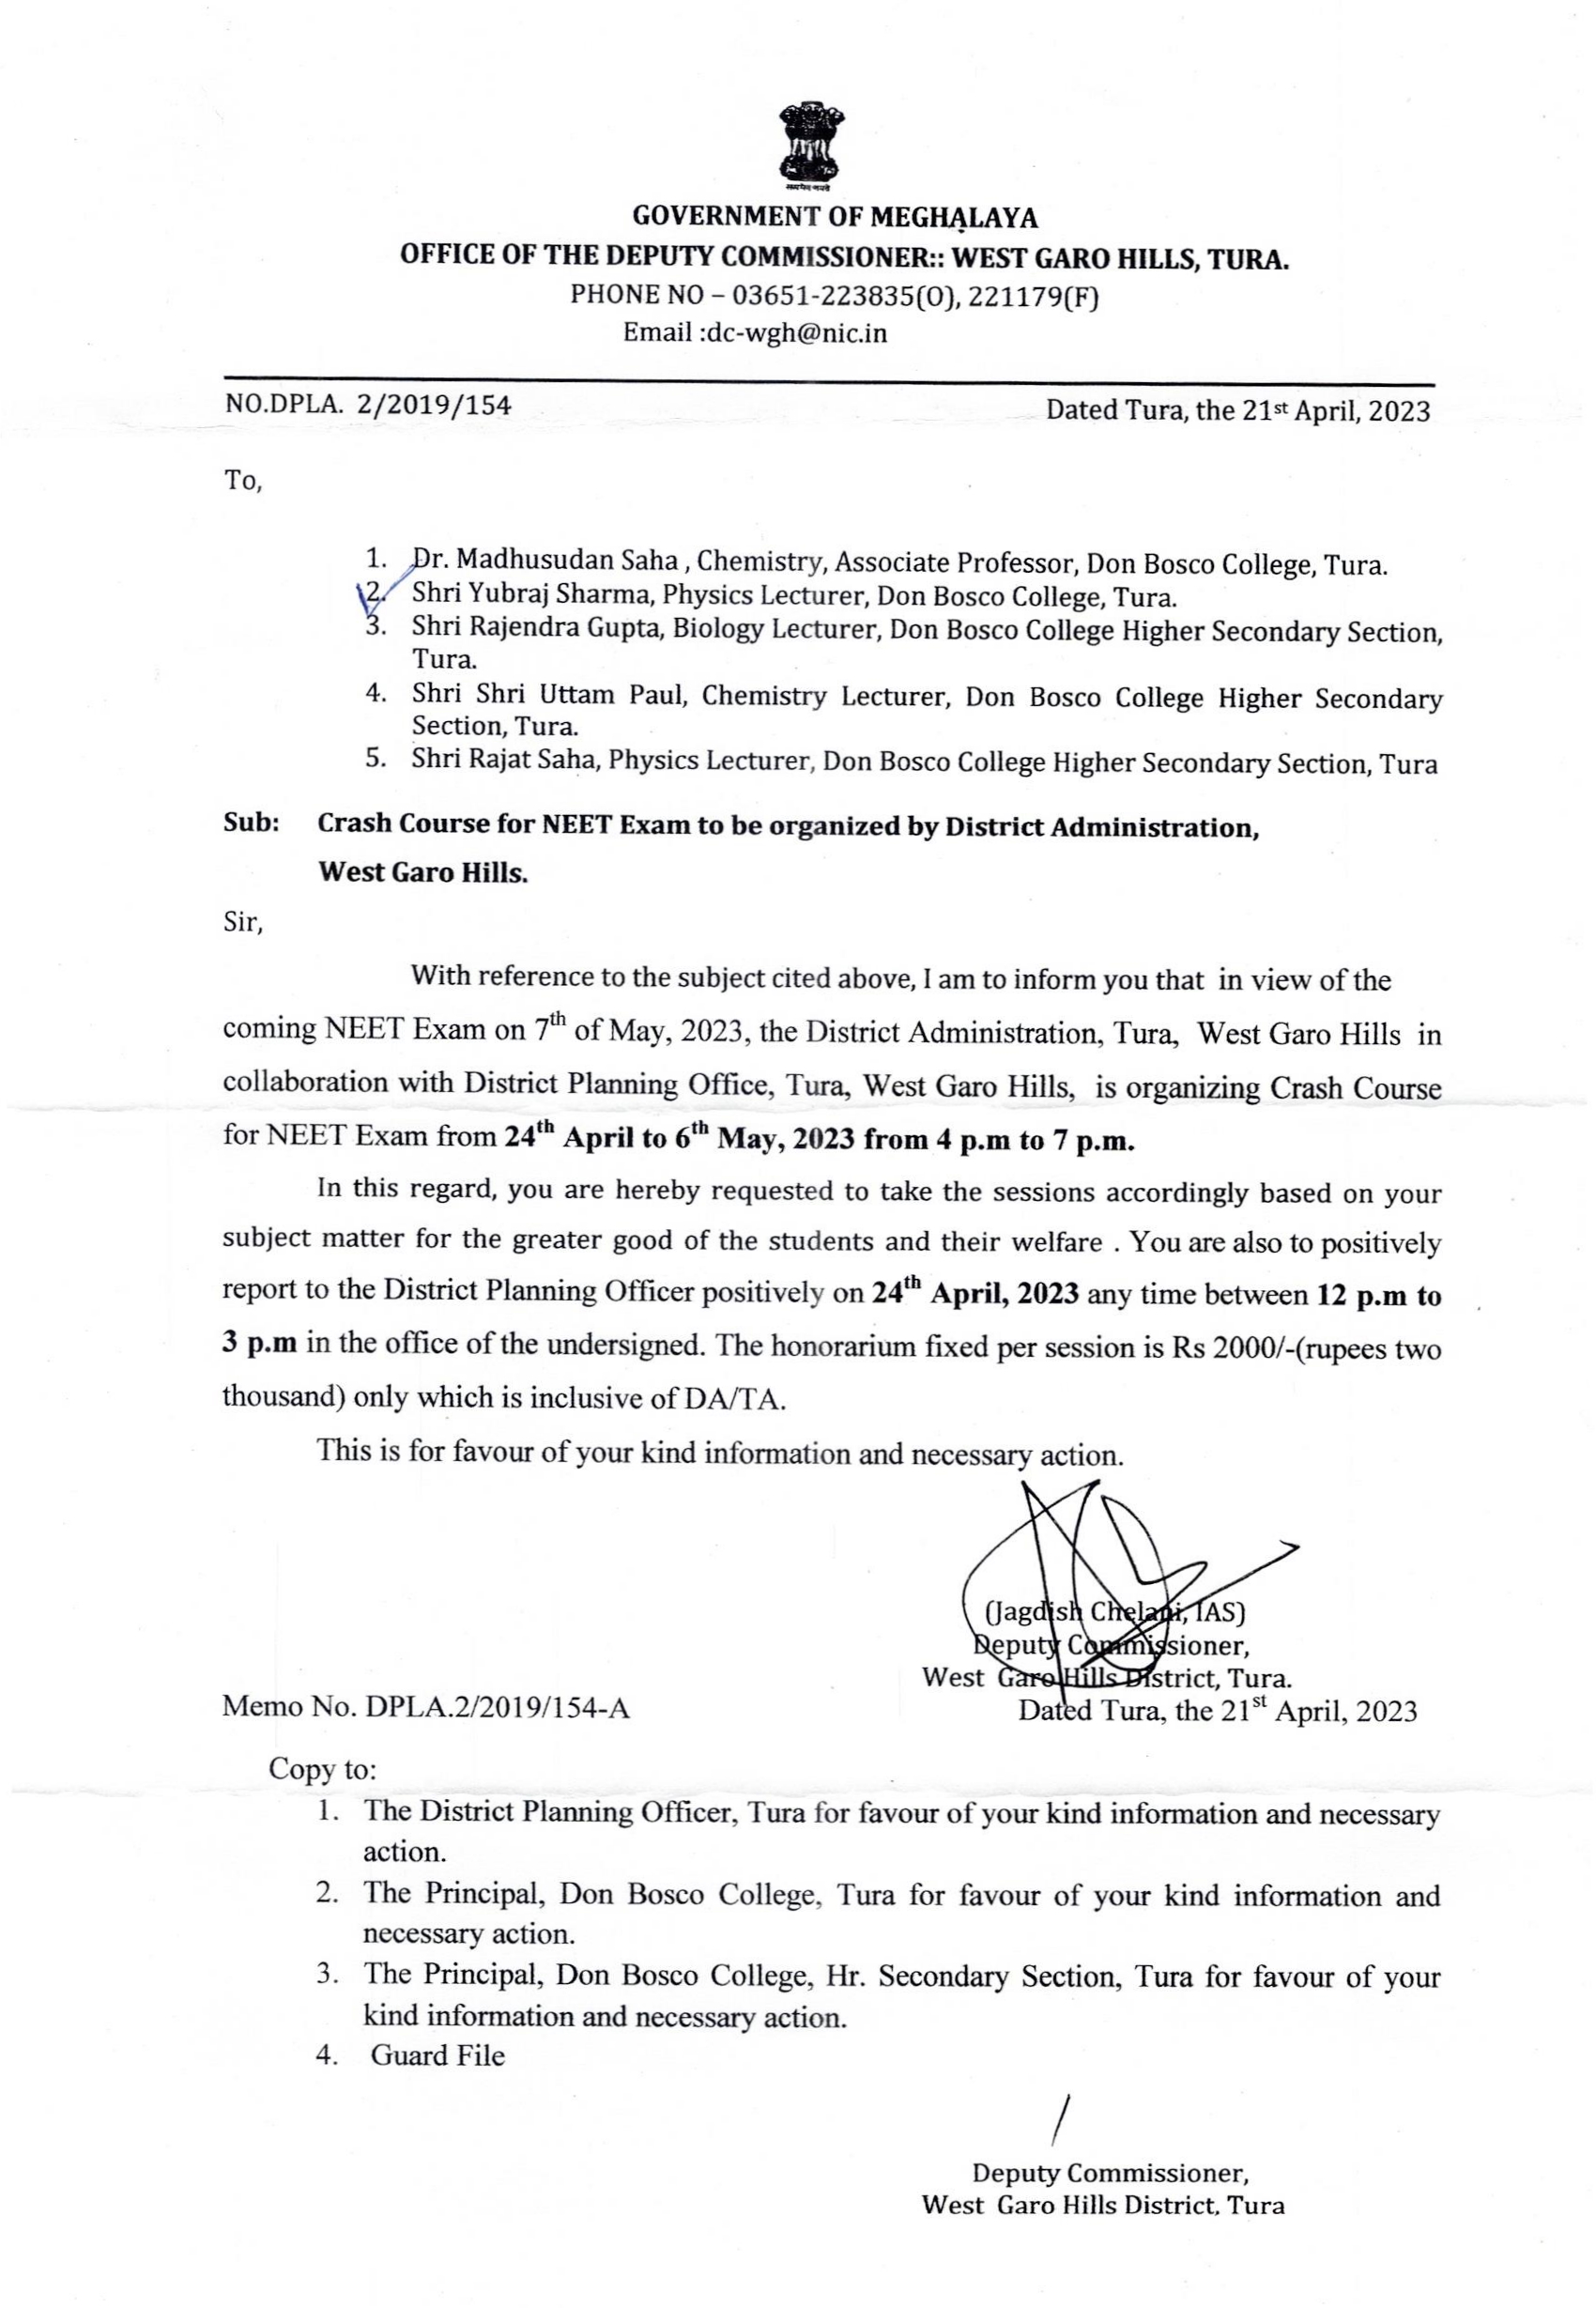 सत्यमेव जयते
GOVERNMENT OF MEGHALAYA
OFFICE OF THE DEPUTY COMMISSIONER:: WEST GARO HILLS, TURA.
PHONE NO – 03651-223835(O), 221179(F)
Email :dc-wgh@nic.in
NO.DPLA. 2/2019/154 Dated Tura, the 21st April, 2023
To,
1. Dr. Madhusudan Saha , Chemistry, Associate Professor, Don Bosco College, Tura.
2. Shri Yubraj Sharma, Physics Lecturer, Don Bosco College, Tura.
3. Shri Rajendra Gupta, Biology Lecturer, Don Bosco College Higher Secondary Section,
Tura.
4. Shri Shri Uttam Paul, Chemistry Lecturer, Don Bosco College Higher Secondary
Section, Tura.
5. Shri Rajat Saha, Physics Lecturer, Don Bosco College Higher Secondary Section, Tura
Sub: Crash Course for NEET Exam to be organized by District Administration,
West Garo Hills.
Sir,
With reference to the subject cited above, I am to inform you that in view of the
coming NEET Exam on 7th of May, 2023, the District Administration, Tura, West Garo Hills in
collaboration with District Planning Office, Tura, West Garo Hills, is organizing Crash Course
for NEET Exam from 24th April to 6th May, 2023 from 4 p.m to 7 p.m.
In this regard, you are hereby requested to take the sessions accordingly based on your
subject matter for the greater good of the students and their welfare . You are also to positively
report to the District Planning Officer positively on 24th April, 2023 any time between 12 p.m to
3 p.m in the office of the undersigned. The honorarium fixed per session is Rs 2000/-(rupees two
thousand) only which is inclusive of DA/TA.
This is for favour of your kind information and necessary action.
(Jagdish Chelani, IAS)
Deputy Commissioner,
West Garo Hills District, Tura.
Memo No. DPLA.2/2019/154-A Dated Tura, the 21st April, 2023
Copy to:
1. The District Planning Officer, Tura for favour of your kind information and necessary
action.
2. The Principal, Don Bosco College, Tura for favour of your kind information and
necessary action.
3. The Principal, Don Bosco College, Hr. Secondary Section, Tura for favour of your
kind information and necessary action.
4. Guard File
Deputy Commissioner,
West Garo Hills District, Tura